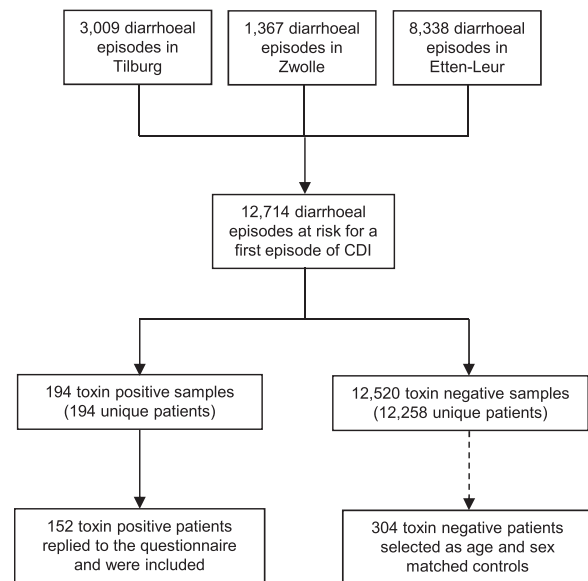 3,009 diarrhoeal
episodes in
Tilburg
1,367 diarrhoeal
episodes in
Zwolle
8,338 diarrhoeal
episodes in
Etten-Leur
12,714 diarrhoeal
episodes at risk for a
first episode of CDI
194 toxin positive samples
(194 unique patients)
12,520 toxin negative samples
(12,258 unique patients)
152 toxin positive patients
replied to the questionnaire
and were included
304 toxin negative patients
selected as age and sex
matched controls